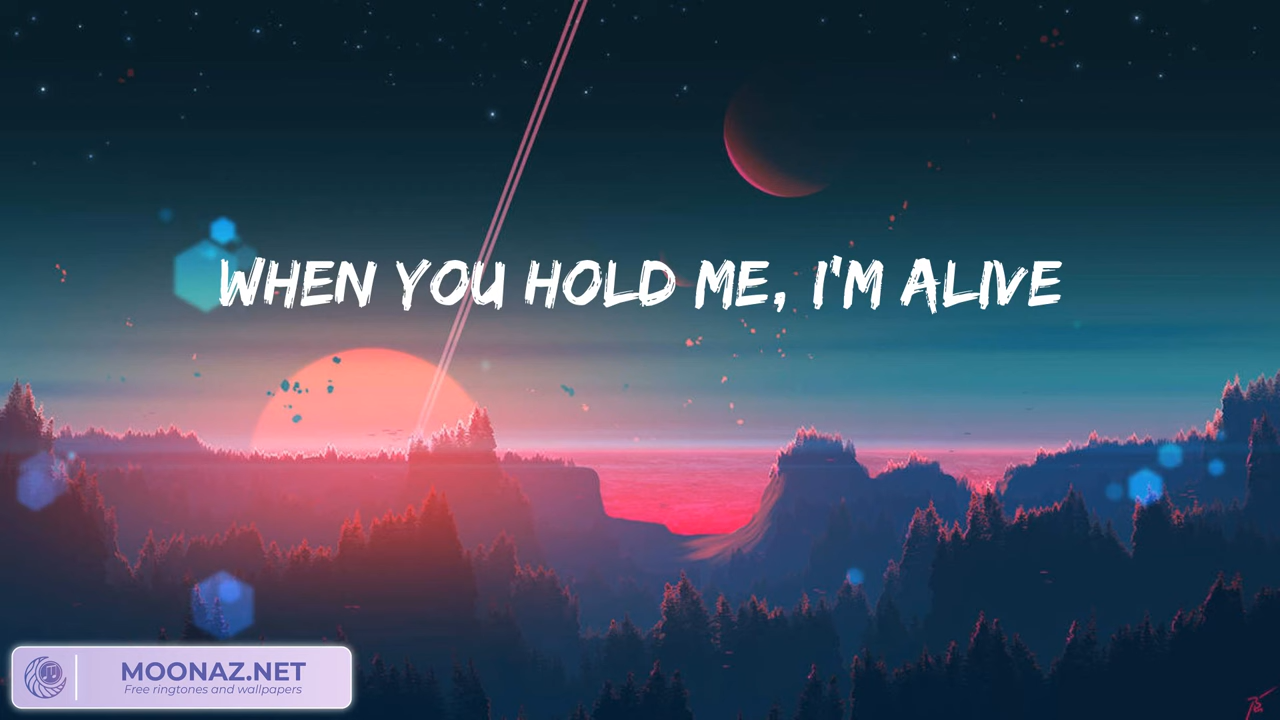 WHEN YOU HOLD ME, I'M ALIVE
MOONAZ.NET
Free ringtones and wallpapers